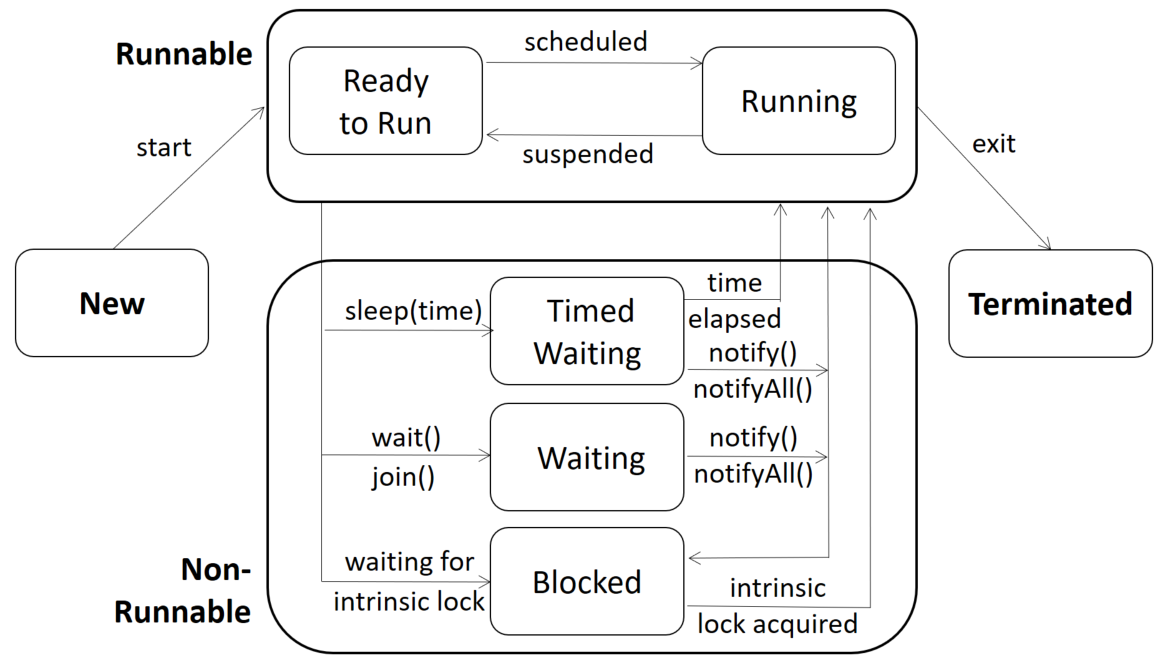 Runnable
scheduled
Ready
to Run
Running
suspended
start
exit
New
Terminated
sleep(time)
Timed
Waiting
time
elapsed
notify()
notifyAll()
wait()
join()
Waiting
notify()
notifyAll()
Non-
Runnable
waiting for
intrinsic lock
Blocked
intrinsic
lock acquired